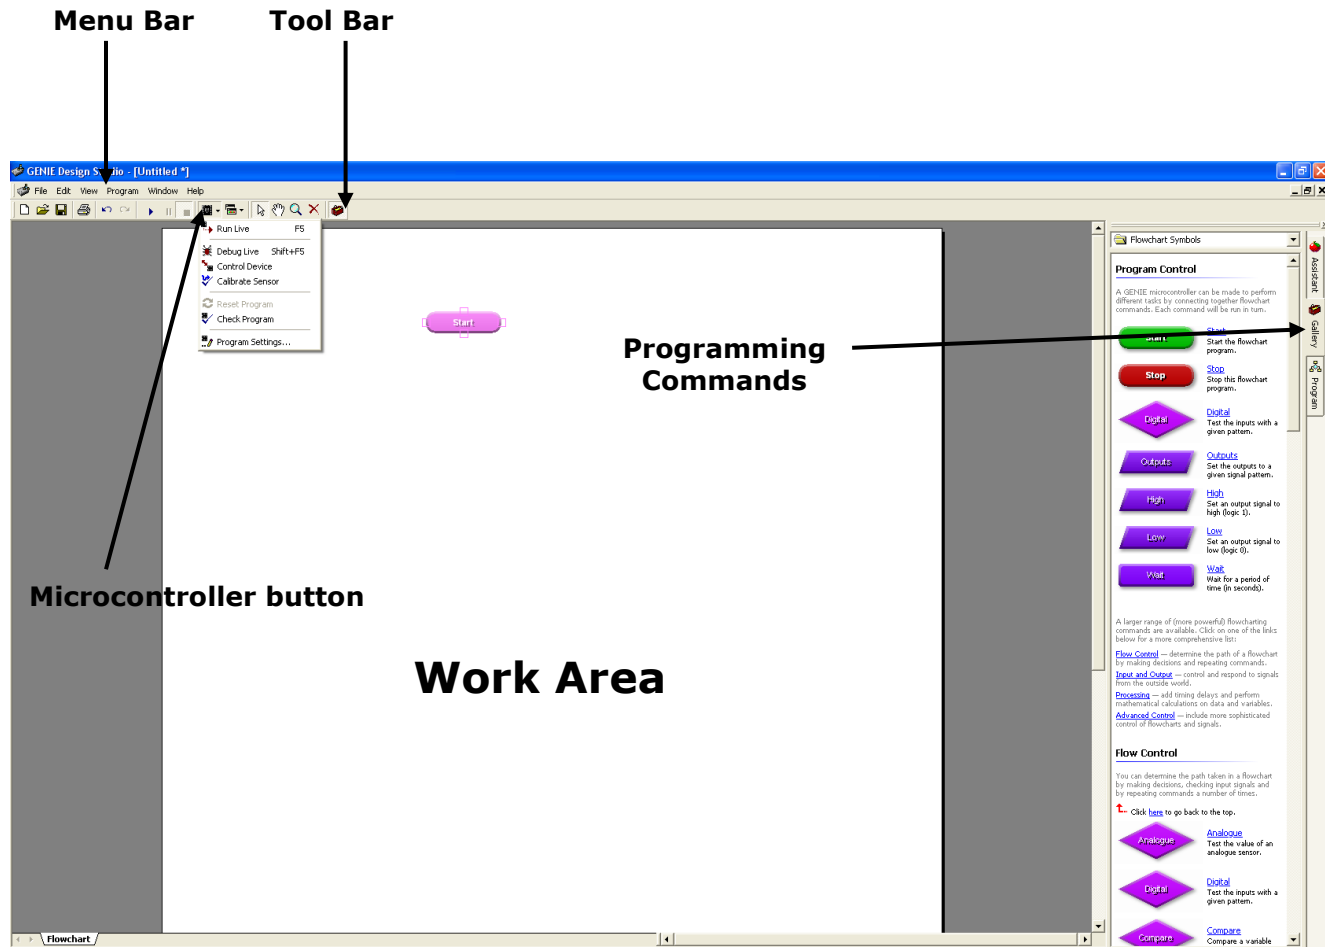 Menu Bar
Tool Bar
GENIE Design Studio - [Untitled *]
File Edit View Program Window Help
Run Live F5
Debug Live Shift+F5
Control Device
Calibrate Sensor
Reset Program
Check Program
Program Settings...
Start
Programming
Commands
Microcontroller button
Work Area
Flowchart
Flowchart Symbols
Program Control
A GENIE microcontroller can be made to perform
different tasks by connecting together flowchart
commands. Each command will be run in turn.
Start
Start
Start the flowchart
program.
Stop
Stop
Stop this flowchart
program.
Digital
Digital
Test the inputs with a
given pattern.
Outputs
Outputs
Set the outputs to a
given signal pattern.
High
High
Set an output signal to
high (logic 1).
Low
Low
Set an output signal to
low (logic 0).
Wait
Wait
Wait for a period of
time (in seconds).
A larger range of (more powerful) flowcharting
commands are available. Click on one of the links
below for a more comprehensive list:
Flow Control — determine the path of a flowchart
by making decisions and repeating commands.
Input and Output — control and respond to signals
from the outside world.
Processing — add timing delays and perform
mathematical calculations on data and variables.
Advanced Control — include more sophisticated
control of flowcharts and signals.
Flow Control
You can determine the path taken in a flowchart
by making decisions, checking input signals and
by repeating commands a number of times.
Click here to go back to the top.
Analogue
Analogue
Test the value of an
analogue sensor.
Digital
Digital
Test the inputs with a
given pattern.
Compare
Compare
Compare a variable
Assistant
Gallery
Program